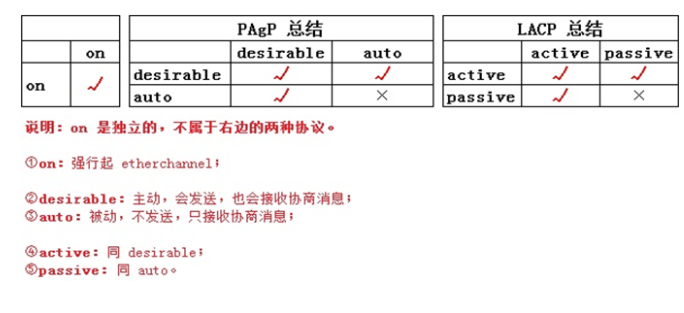 PAgP 总结 LACP 总结
on desirable auto active passive
on ✓ desirable ✓ ✓ active ✓ ✓
auto ✓ × passive ✓ ×
说明: on 是独立的, 不属于右边的两种协议。
①on: 强行起 etherchannel;
②desirable: 主动, 会发送, 也会接收协商消息;
③auto: 被动, 不发送, 只接收协商消息;
④active: 同 desirable;
⑤passive: 同 auto。